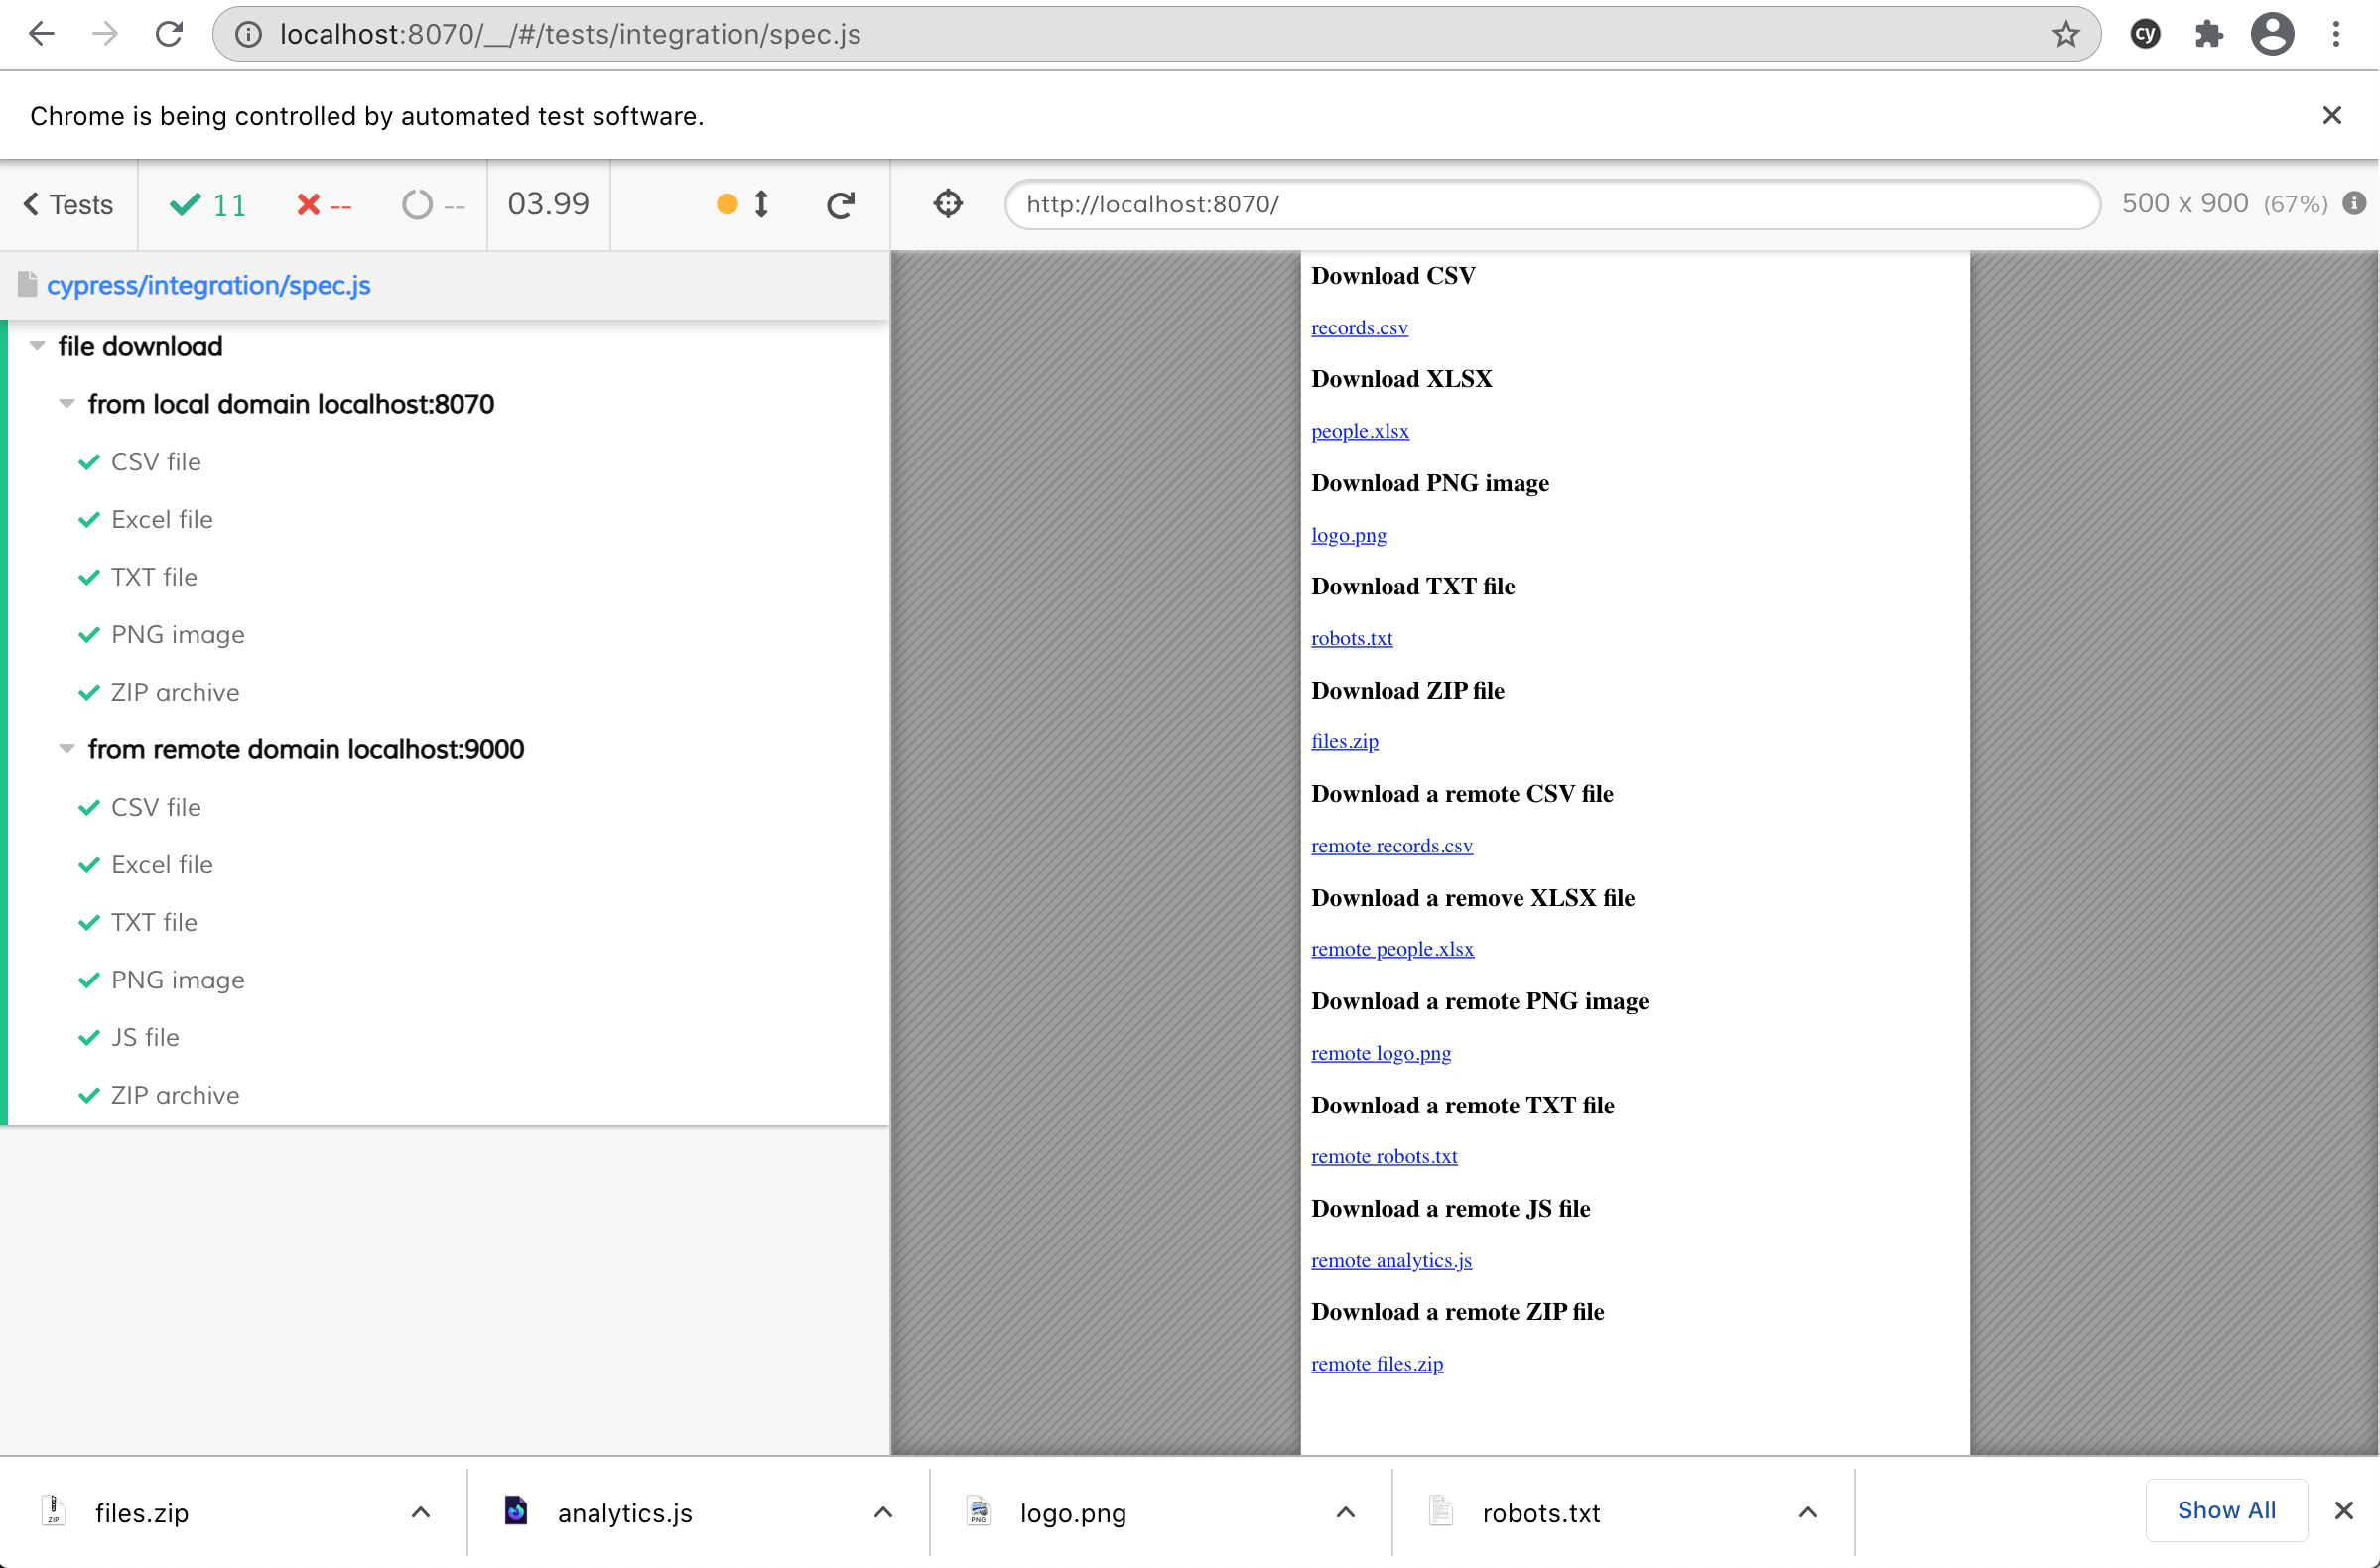 localhost:8070/__/#/tests/integration/spec.js
cy
Chrome is being controlled by automated test software.
Tests
11
--
--
03.99
http://localhost:8070/
500 x 900 (67%)
cypress/integration/spec.js
file download
from local domain localhost:8070
CSV file
Excel file
TXT file
PNG image
ZIP archive
from remote domain localhost:9000
CSV file
Excel file
TXT file
PNG image
JS file
ZIP archive
Download CSV
records.csv
Download XLSX
people.xlsx
Download PNG image
logo.png
Download TXT file
robots.txt
Download ZIP file
files.zip
Download a remote CSV file
remote records.csv
Download a remove XLSX file
remote people.xlsx
Download a remote PNG image
remote logo.png
Download a remote TXT file
remote robots.txt
Download a remote JS file
remote analytics.js
Download a remote ZIP file
remote files.zip
ZIP
files.zip
analytics.js
PNG
logo.png
robots.txt
Show All